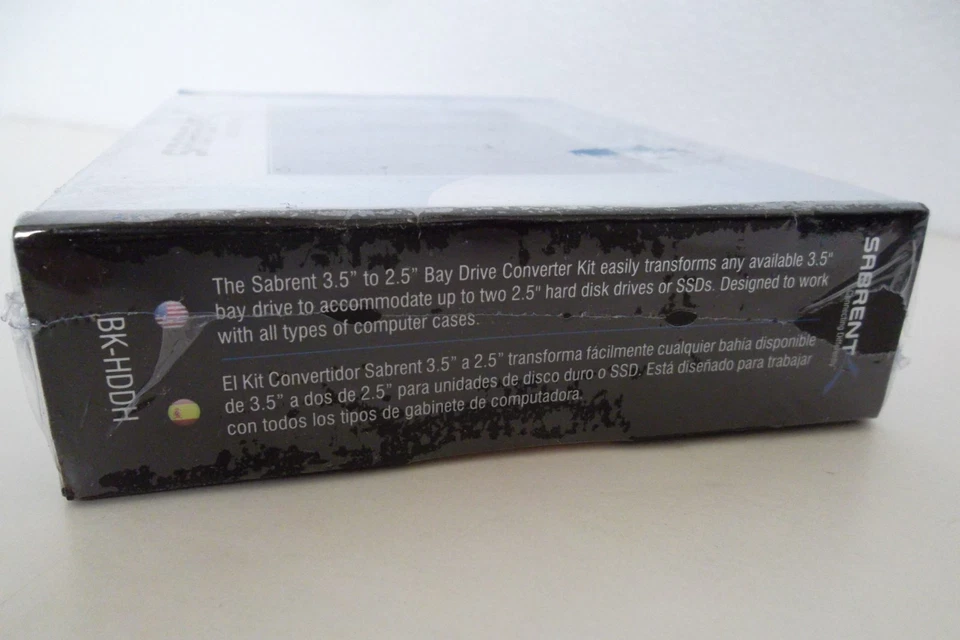 The Sabrent 3.5" to 2.5" Bay Drive Converter Kit easily transforms any available 3.5"
bay drive to accommodate up to two 2.5" hard disk drives or SSDs. Designed to work
with all types of computer cases.
El Kit Convertidor Sabrent 3.5" a 2.5" transforma fácilmente cualquier bahía disponible
de 3.5" a dos de 2.5" para unidades de disco duro o SSD. Está diseñado para trabajar
con todos los tipos de gabinete de computadora.
BK-HDDH
SABRENT